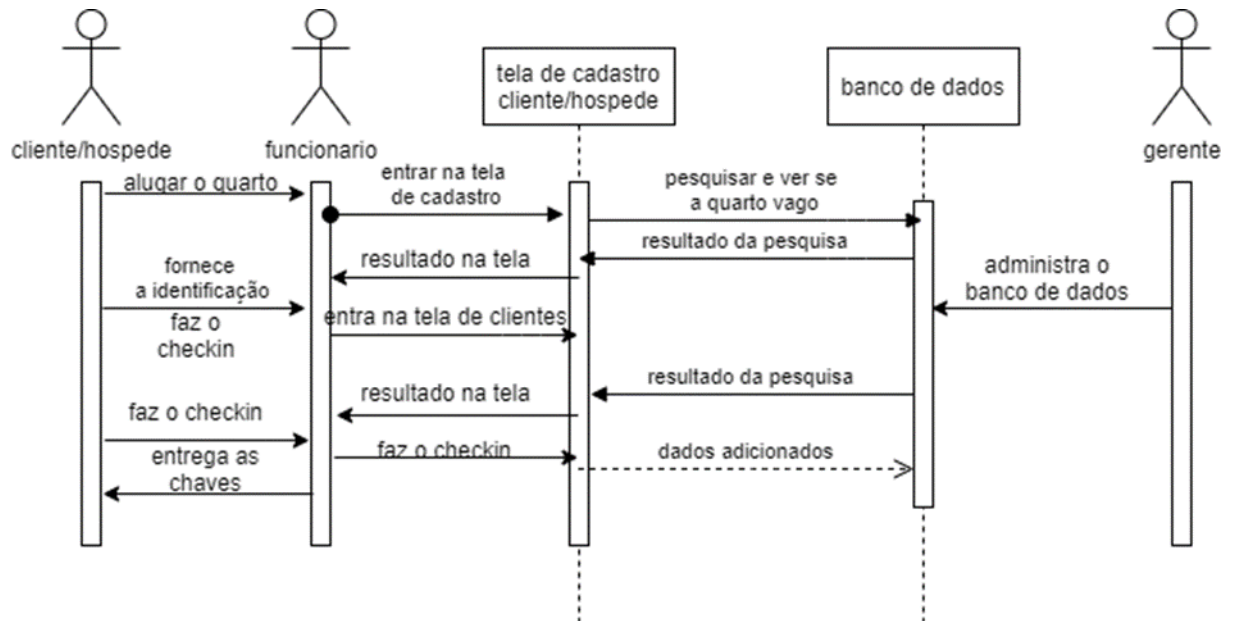 tela de cadastro
cliente/hospede
banco de dados
cliente/hospede
funcionario
gerente
alugar o quarto
entrar na tela
de cadastro
pesquisar e ver se
a quarto vago
resultado da pesquisa
resultado na tela
administra o
banco de dados
fornece
a identificação
faz o
checkin
entra na tela de clientes
resultado da pesquisa
resultado na tela
faz o checkin
faz o checkin
dados adicionados
entrega as
chaves